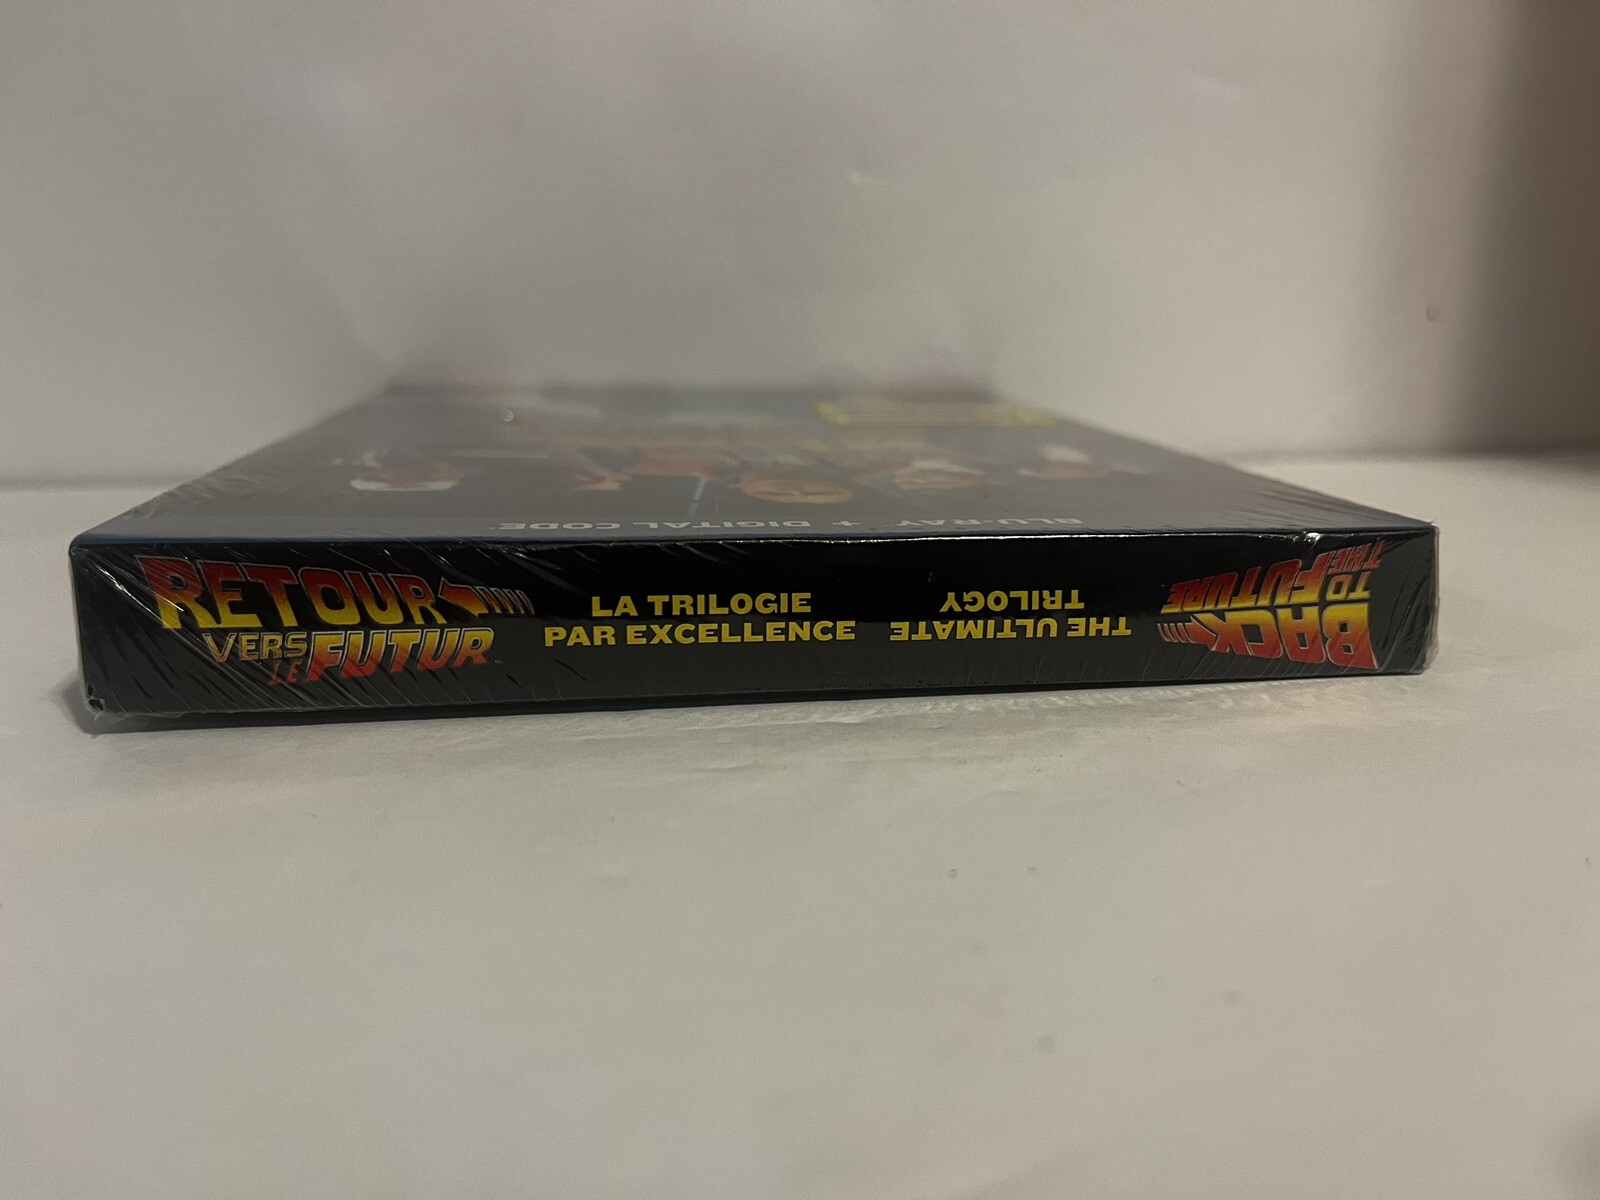 BLU-RAY + DIGITAL CODE
RETOUR
VERS
LE FUTUR
LA TRILOGIE
PAR EXCELLENCE
THE ULTIMATE
TRILOGY
BACK
TO THE
FUTURE